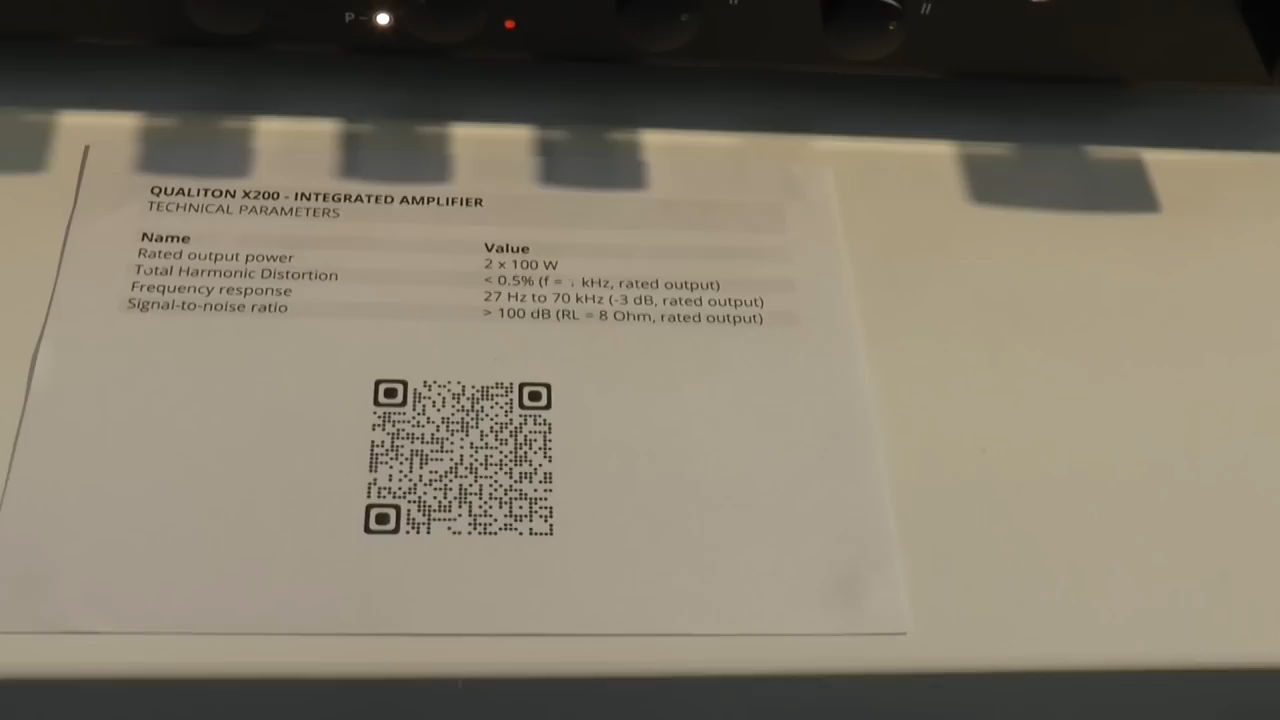 P
QUALITON X200 - INTEGRATED AMPLIFIER
TECHNICAL PARAMETERS
Name Value
Rated output power 2 x 100 W
Total Harmonic Distortion < 0.5% (f = kHz, rated output)
Frequency response 27 Hz to 70 kHz (-3 dB, rated output)
Signal-to-noise ratio > 100 dB (RL = 8 Ohm, rated output)